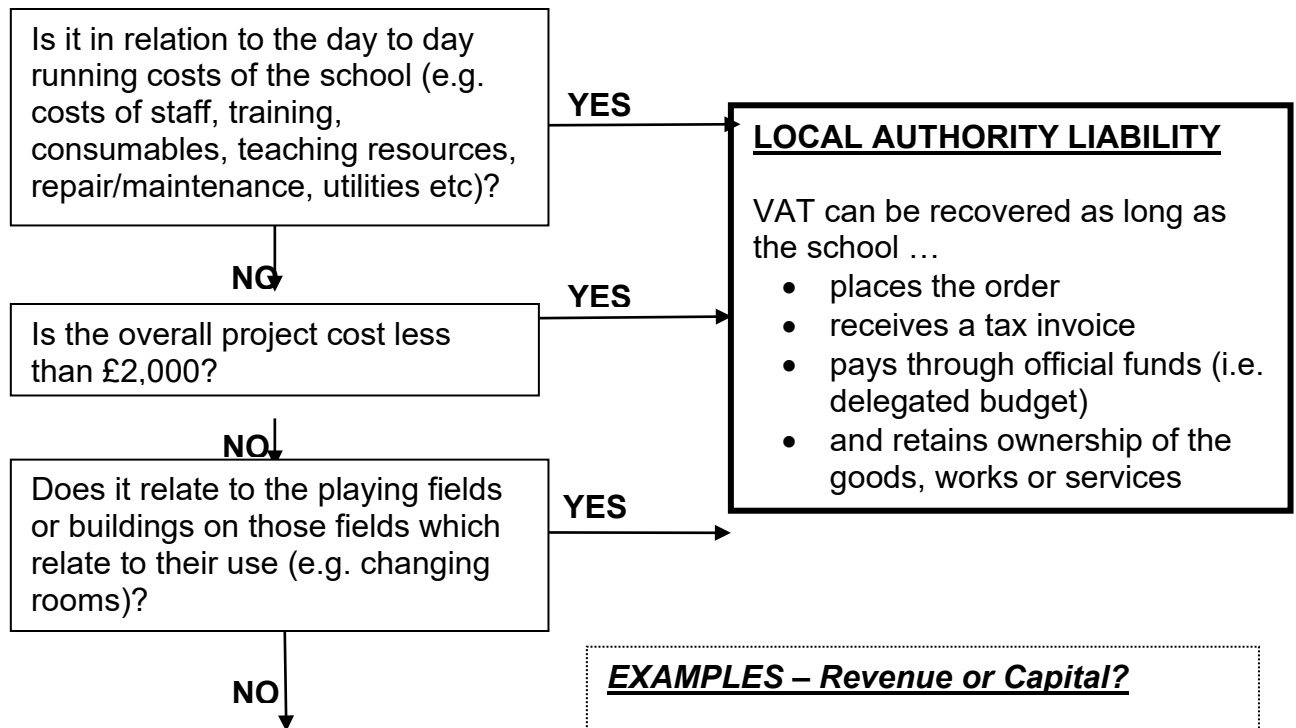 Is it in relation to the day to day
running costs of the school (e.g.
costs of staff, training,
consumables, teaching resources,
repair/maintenance, utilities etc)?
YES
LOCAL AUTHORITY LIABILITY
VAT can be recovered as long as
the school …
• places the order
• receives a tax invoice
• pays through official funds (i.e.
delegated budget)
• and retains ownership of the
goods, works or services
NO
Is the overall project cost less
than £2,000?
YES
NO
Does it relate to the playing fields
or buildings on those fields which
relate to their use (e.g. changing
rooms)?
YES
NO
EXAMPLES – Revenue or Capital?